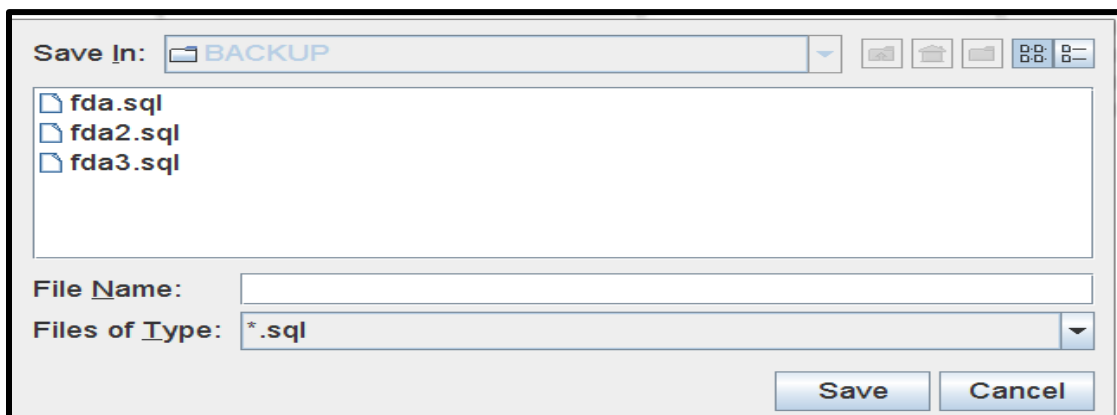 Save In: BACKUP
fda.sql
fda2.sql
fda3.sql
File Name:
Files of Type: *.sql
Save Cancel